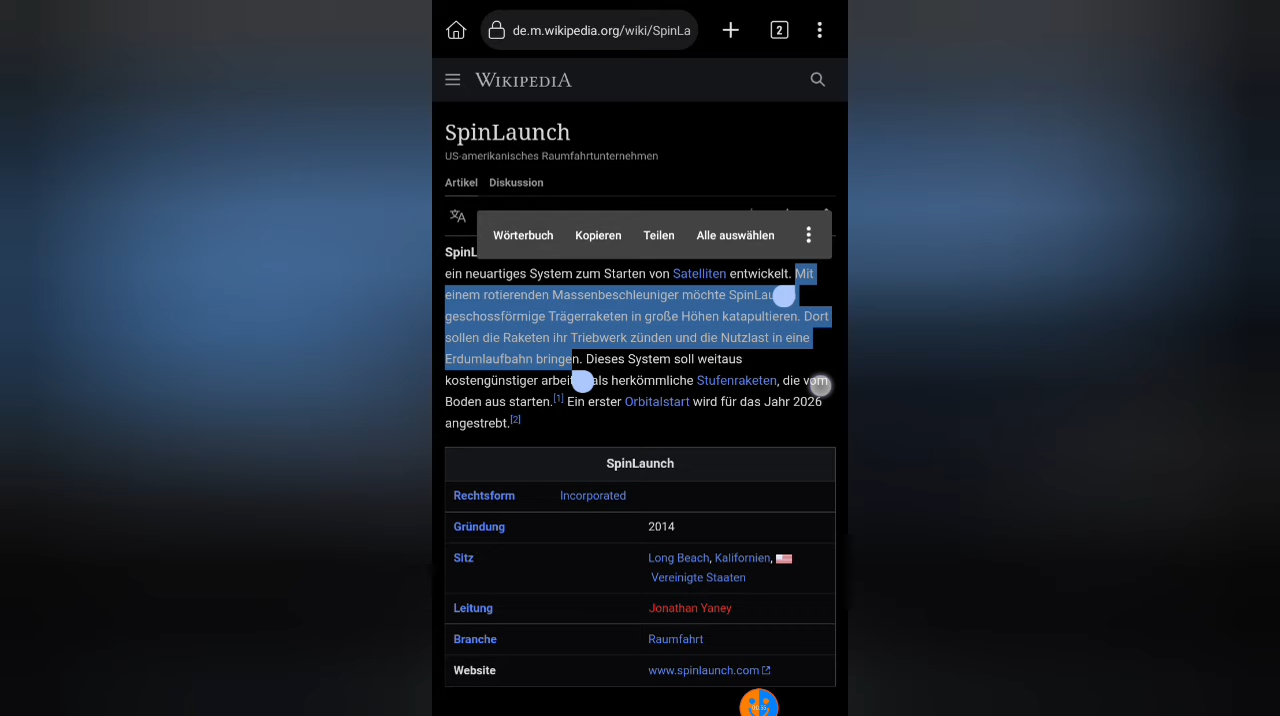 de.m.wikipedia.org/wiki/SpinLa
2
WIKIPEDIA
SpinLaunch
US-amerikanisches Raumfahrtunternehmen
Artikel Diskussion
Wörterbuch Kopieren Teilen Alle auswählen
SpinL
ein neuartiges System zum Starten von Satelliten entwickelt. Mit
einem rotierenden Massenbeschleuniger möchte SpinLau
geschossförmige Trägerraketen in große Höhen katapultieren. Dort
sollen die Raketen ihr Triebwerk zünden und die Nutzlast in eine
Erdumlaufbahn bringen. Dieses System soll weitaus
kostengünstiger arbeit als herkömmliche Stufenraketen, die vom
Boden aus starten.[1] Ein erster Orbitalstart wird für das Jahr 2026
angestrebt.[2]
SpinLaunch
Rechtsform Incorporated
Gründung 2014
Sitz Long Beach, Kalifornien,
Vereinigte Staaten
Leitung Jonathan Yaney
Branche Raumfahrt
Website www.spinlaunch.com